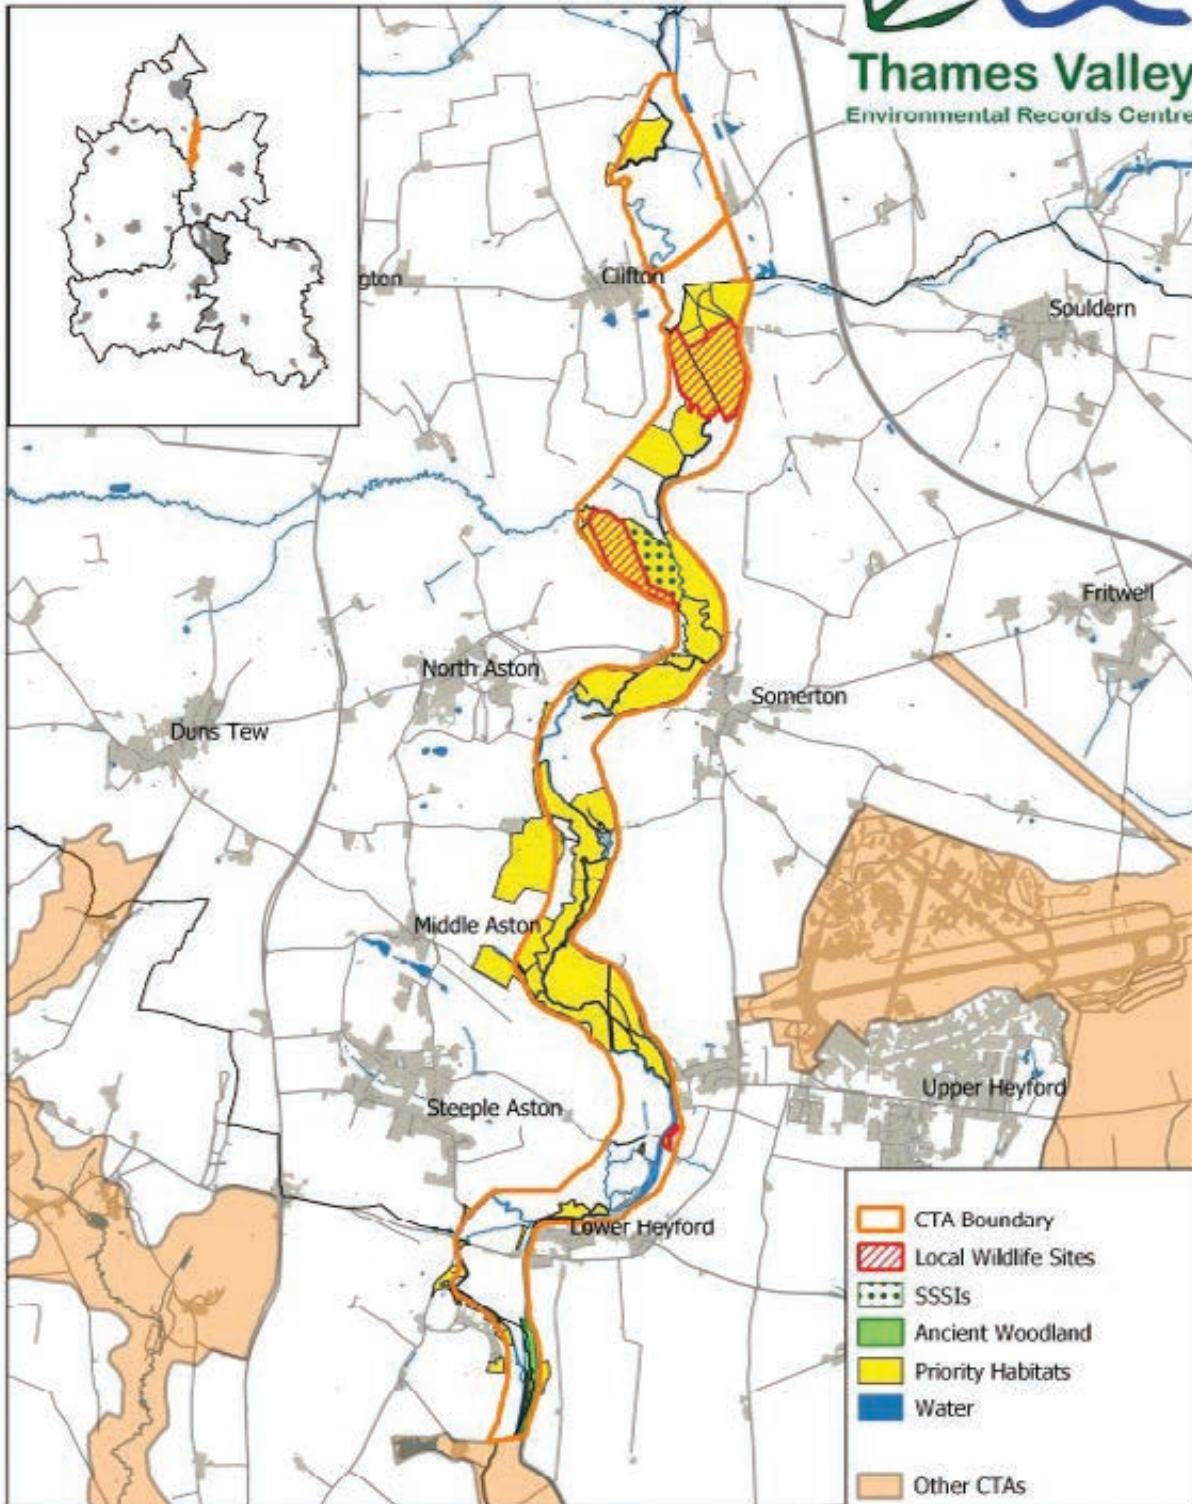 Thames Valley
Environmental Records Centre
gton
Clifton
Souldern
Fritwell
North Aston
Somerton
Duns Tew
Middle Aston
Upper Heyford
Steeple Aston
Lower Heyford
CTA Boundary
Local Wildlife Sites
SSSIs
Ancient Woodland
Priority Habitats
Water
Other CTAs